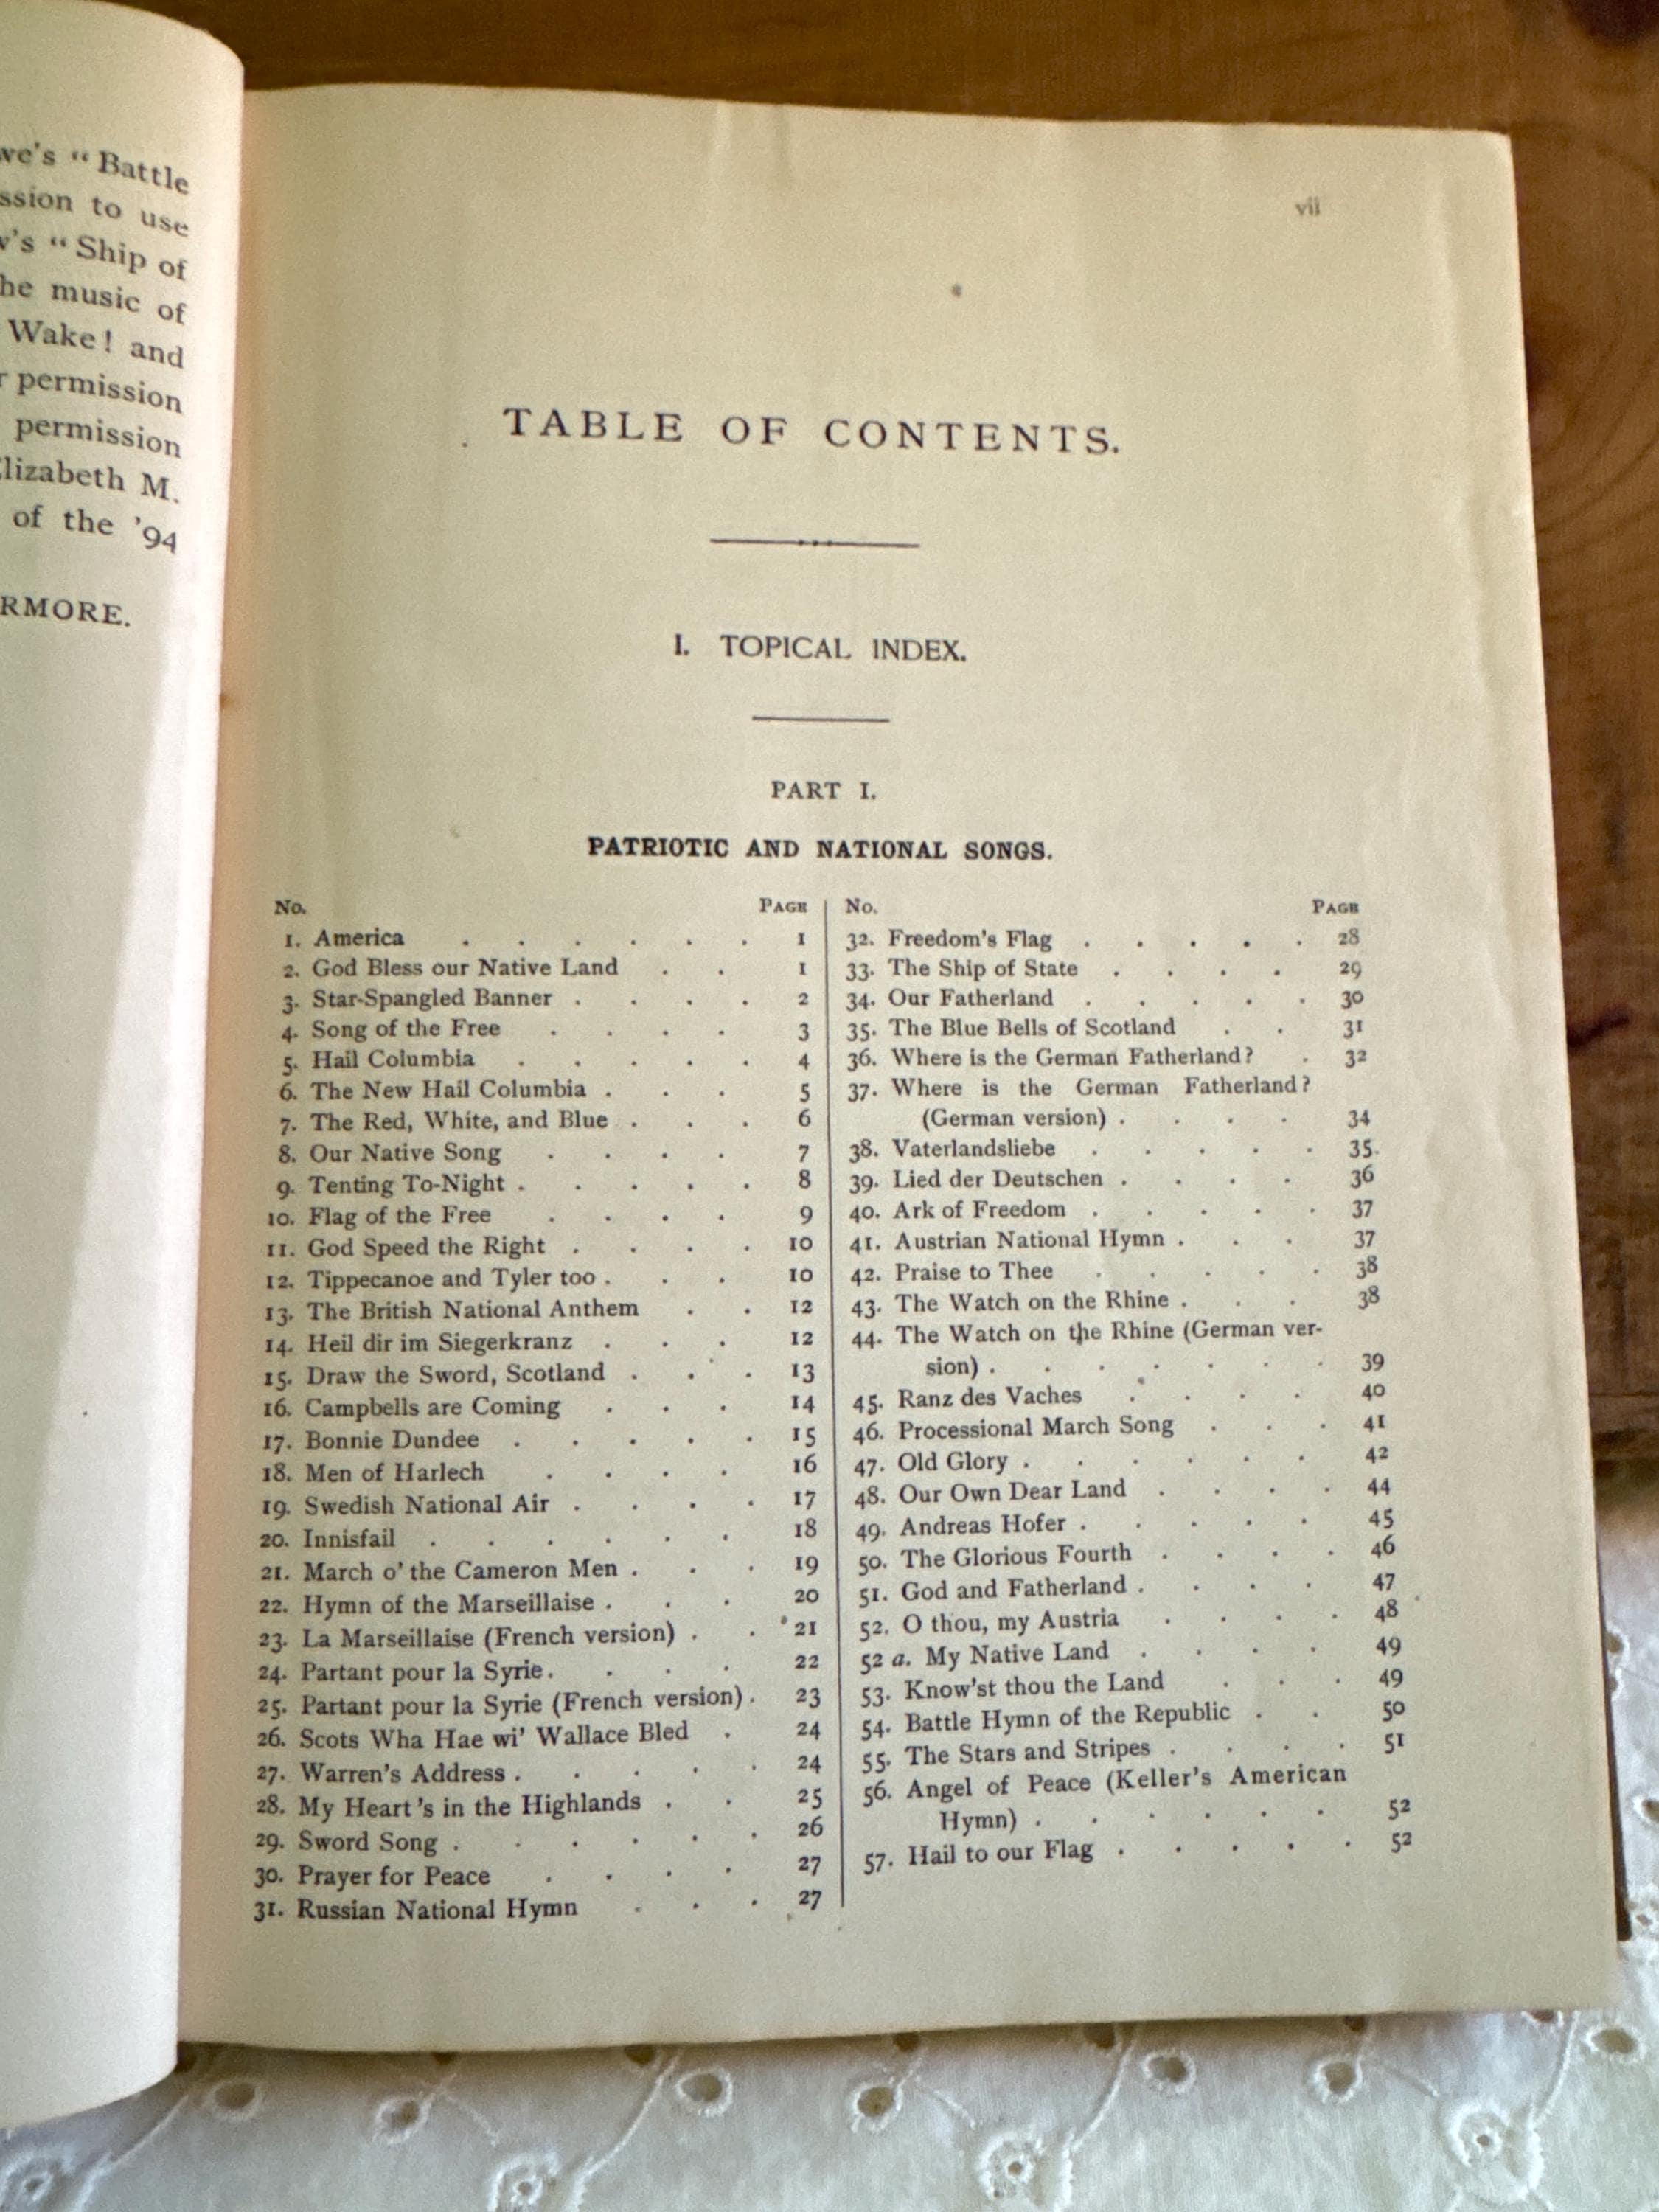 "Battle
to use
"Ship of
music of
Wake! and
permission
permission
M.
of the '94
vii
TABLE OF CONTENTS.
I. TOPICAL INDEX.
PART I.
PATRIOTIC AND NATIONAL SONGS.
No. PAGE
1. America . . . . . . 1
2. God Bless our Native Land . . 1
3. Star-Spangled Banner . . . . 2
4. Song of the Free . . . . 3
5. Hail Columbia . . . . . 4
6. The New Hail Columbia . . . 5
7. The Red, White, and Blue . . . 6
8. Our Native Song . . . . 7
9. Tenting To-Night . . . . . 8
10. Flag of the Free . . . . 9
11. God Speed the Right . . . . 10
12. Tippecanoe and Tyler too . . . 10
13. The British National Anthem . . 12
14. Heil dir im Siegerkranz . . . 12
15. Draw the Sword, Scotland . . . 13
16. Campbells are Coming . . . 14
17. Bonnie Dundee . . . . . 15
18. Men of Harlech . . . . 16
19. Swedish National Air . . . . 17
20. Innisfail . . . . . . 18
21. March o' the Cameron Men . . . 19
22. Hymn of the Marseillaise . . . 20
23. La Marseillaise (French version) . . 21
24. Partant pour la Syrie . . . . 22
25. Partant pour la Syrie (French version) . 23
26. Scots Wha Hae wi' Wallace Bled . 24
27. Warren's Address . . . . . 24
28. My Heart's in the Highlands . . 25
29. Sword Song . . . . . . 26
30. Prayer for Peace . . . . 27
31. Russian National Hymn . . . 27
No. PAGE
32. Freedom's Flag . . . . . 28
33. The Ship of State . . . . 29
34. Our Fatherland . . . . . 30
35. The Blue Bells of Scotland . . 31
36. Where is the German Fatherland? . 32
37. Where is the German Fatherland?
(German version) . . . . 34
38. Vaterlandsliebe . . . . . 35
39. Lied der Deutschen . . . . 36
40. Ark of Freedom . . . . . 37
41. Austrian National Hymn . . . 37
42. Praise to Thee . . . . . 38
43. The Watch on the Rhine . . . 38
44. The Watch on the Rhine (German ver-
sion) . . . . . . . 39
45. Ranz des Vaches . . . . 40
46. Processional March Song . . . 41
47. Old Glory . . . . . . 42
48. Our Own Dear Land . . . . 44
49. Andreas Hofer . . . . . 45
50. The Glorious Fourth . . . . 46
51. God and Fatherland . . . . 47
52. O thou, my Austria . . . . 48
52 a. My Native Land . . . . 49
53. Know'st thou the Land . . . 49
54. Battle Hymn of the Republic . . 50
55. The Stars and Stripes . . . . 51
56. Angel of Peace (Keller's American
Hymn) . . . . . . 52
57. Hail to our Flag . . . . . 52